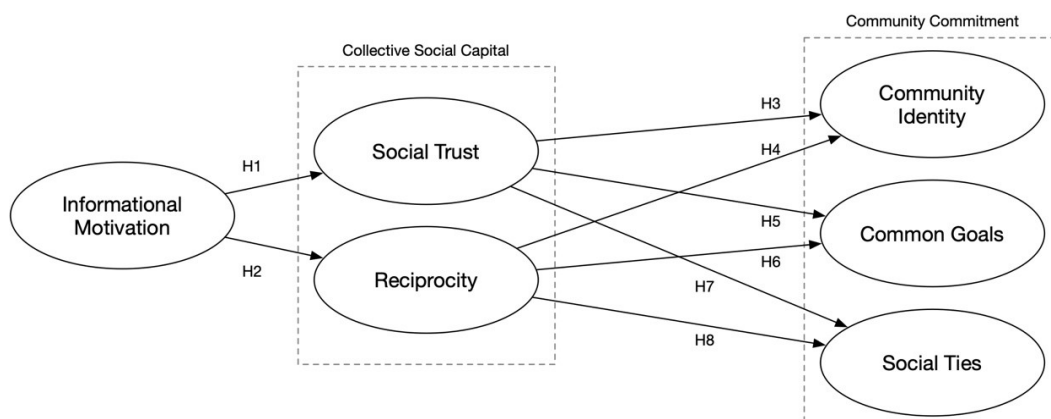 Community Commitment
Collective Social Capital
Community
Identity
H3
Social Trust
H4
H1
Informational
Motivation
H5
Common Goals
H2
H6
Reciprocity
H7
H8
Social Ties